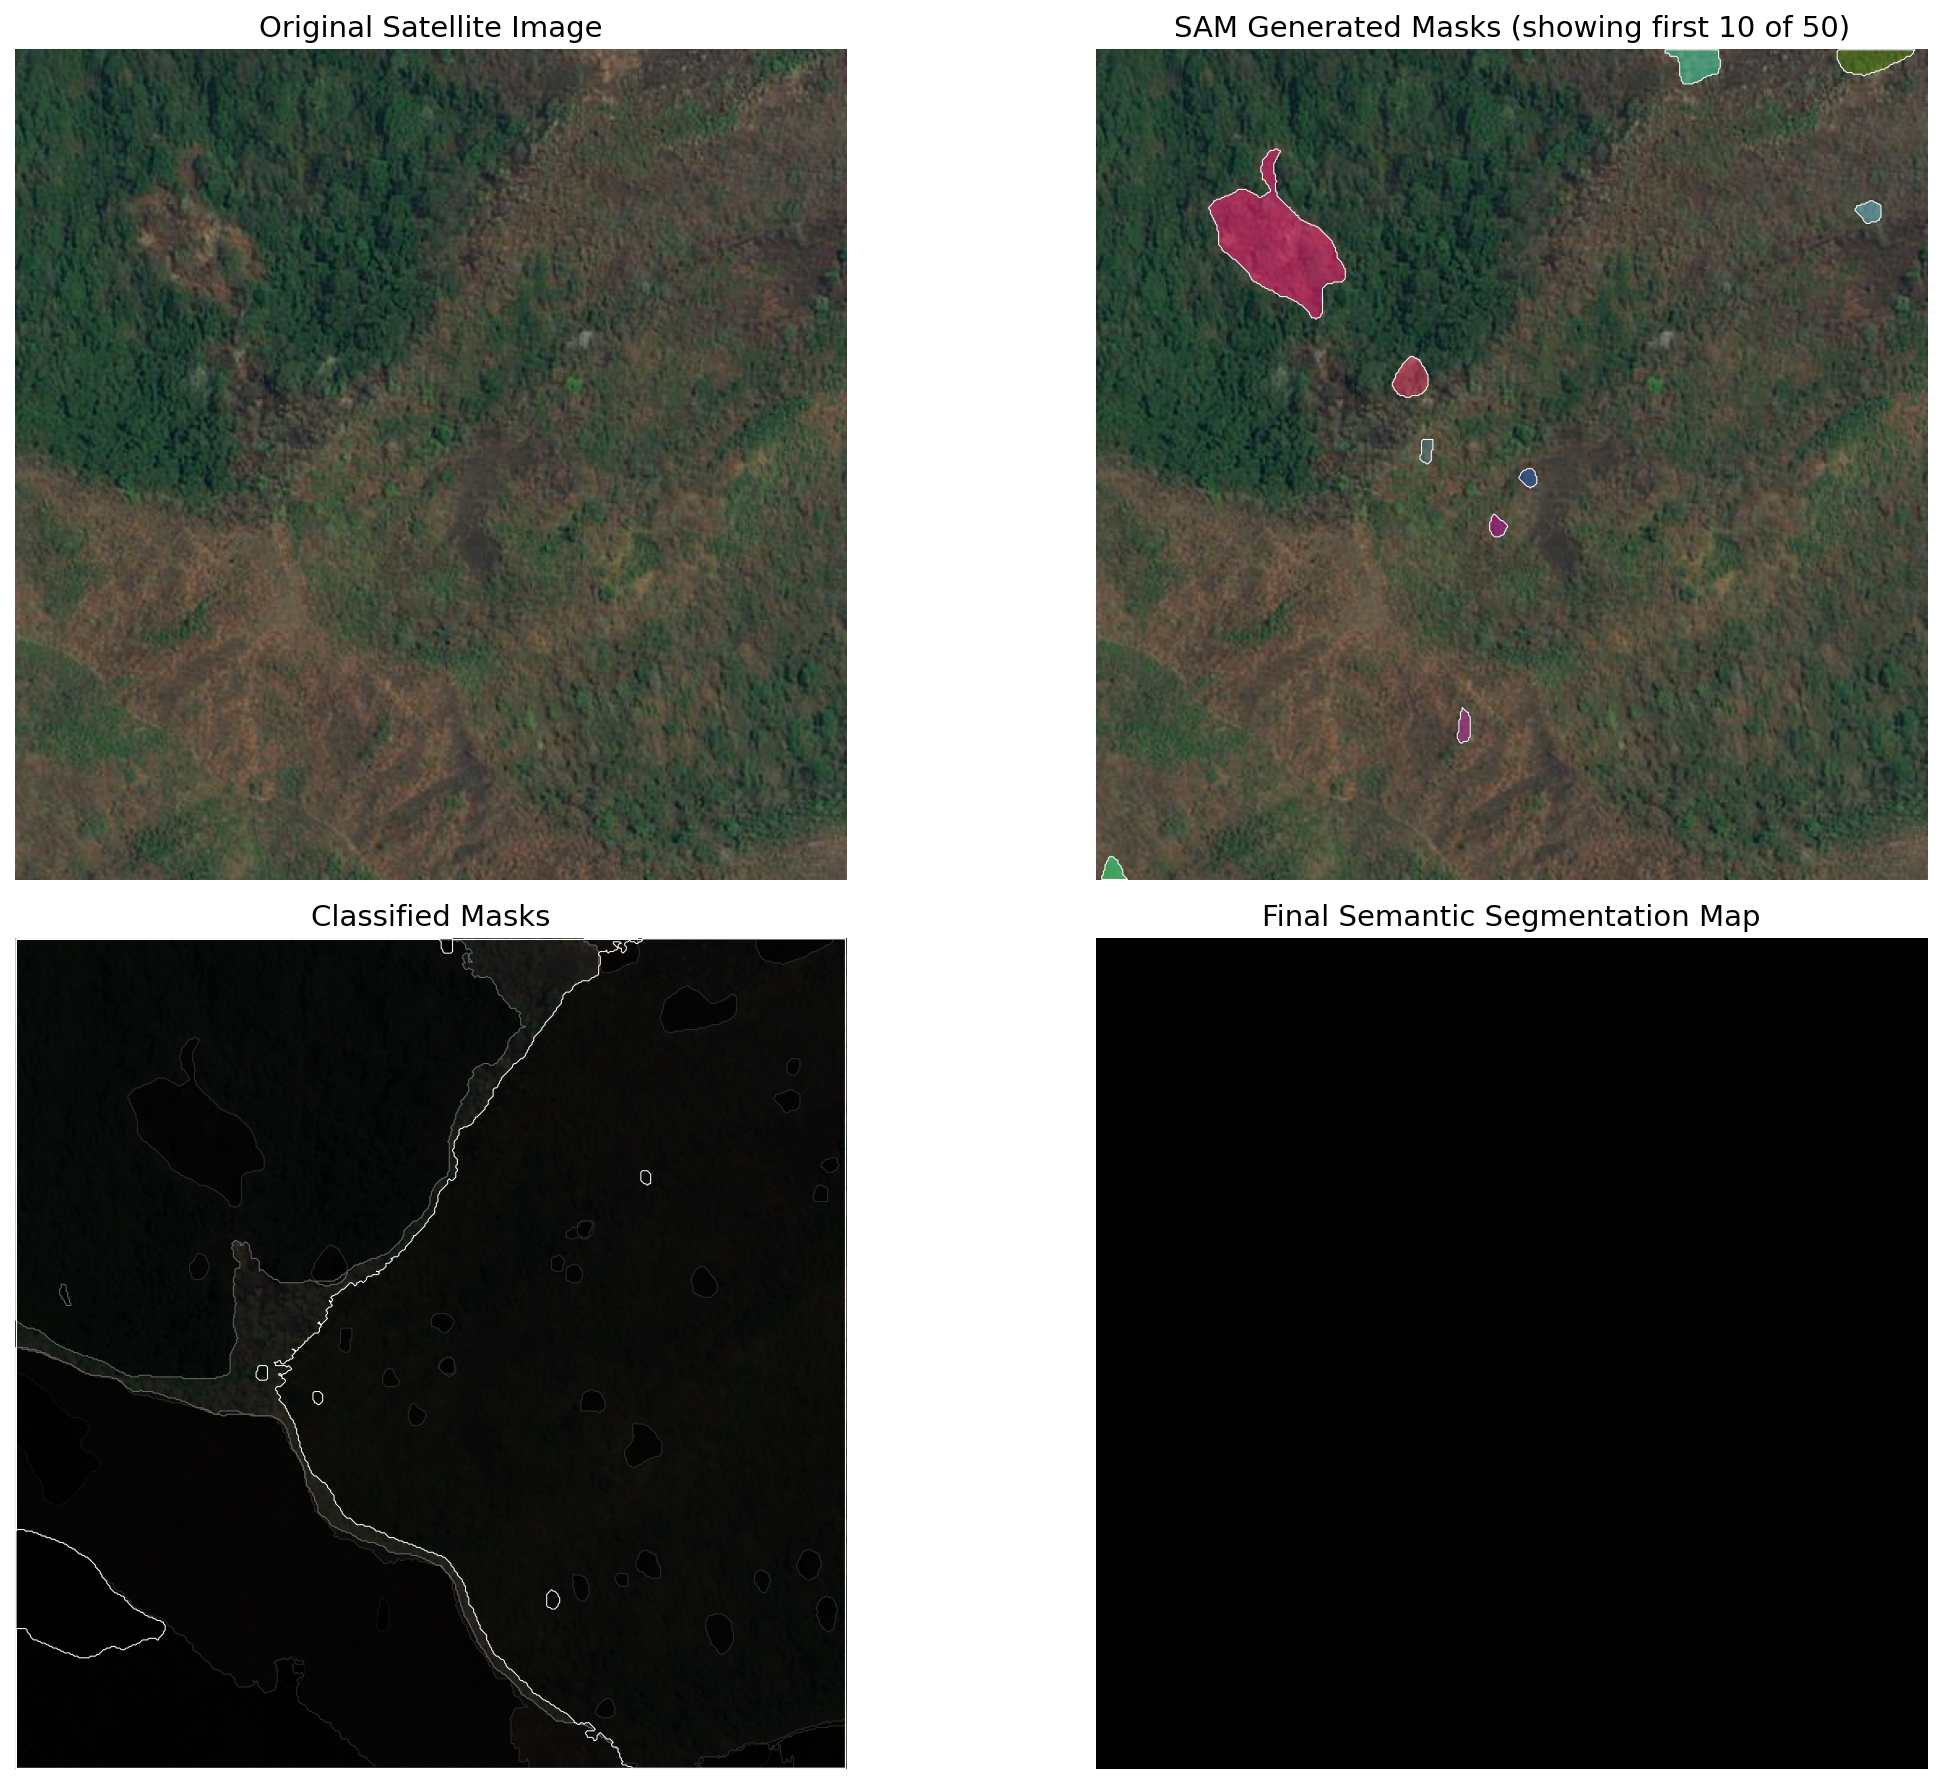 Original Satellite Image
SAM Generated Masks (showing first 10 of 50)
Classified Masks
Final Semantic Segmentation Map